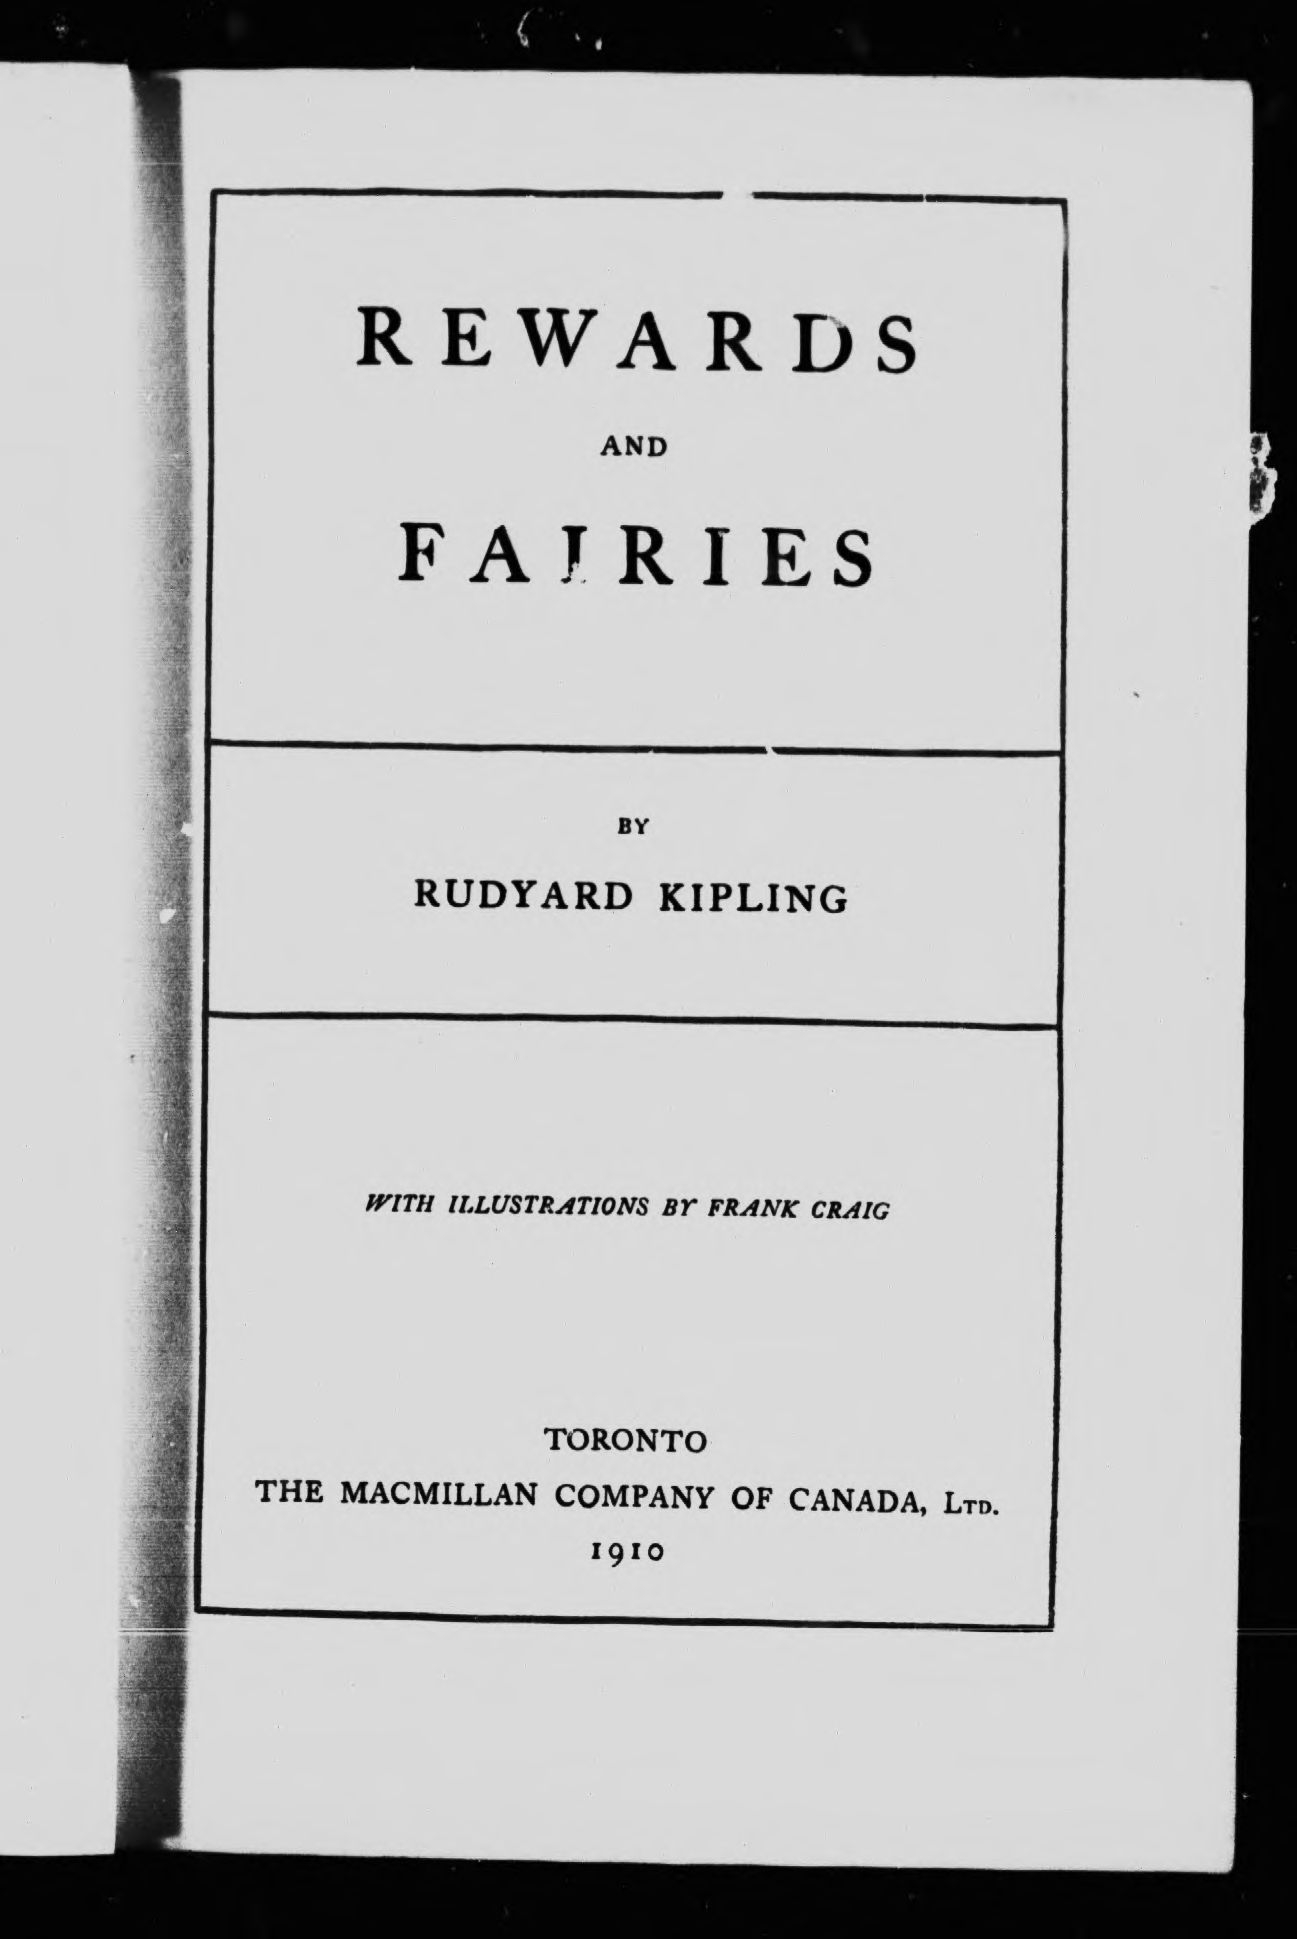 REWARDS
AND
FAIRIES
BY
RUDYARD KIPLING
WITH ILLUSTRATIONS BY FRANK CRAIG
TORONTO
THE MACMILLAN COMPANY OF CANADA, LTD.
1910